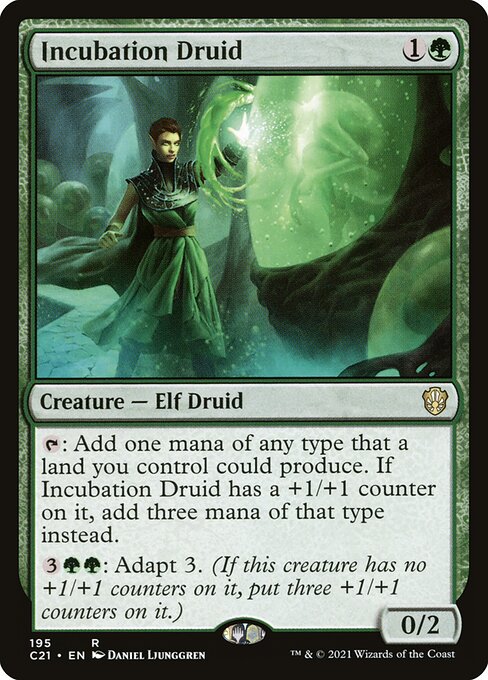 Incubation Druid 1
Creature — Elf Druid
: Add one mana of any type that a
land you control could produce. If
Incubation Druid has a +1/+1 counter
on it, add three mana of that type
instead.
3: Adapt 3. (If this creature has no
+1/+1 counters on it, put three +1/+1
counters on it.)
0/2
195 R
C21 • EN Daniel Ljunggren
™ & © 2021 Wizards of the Coast